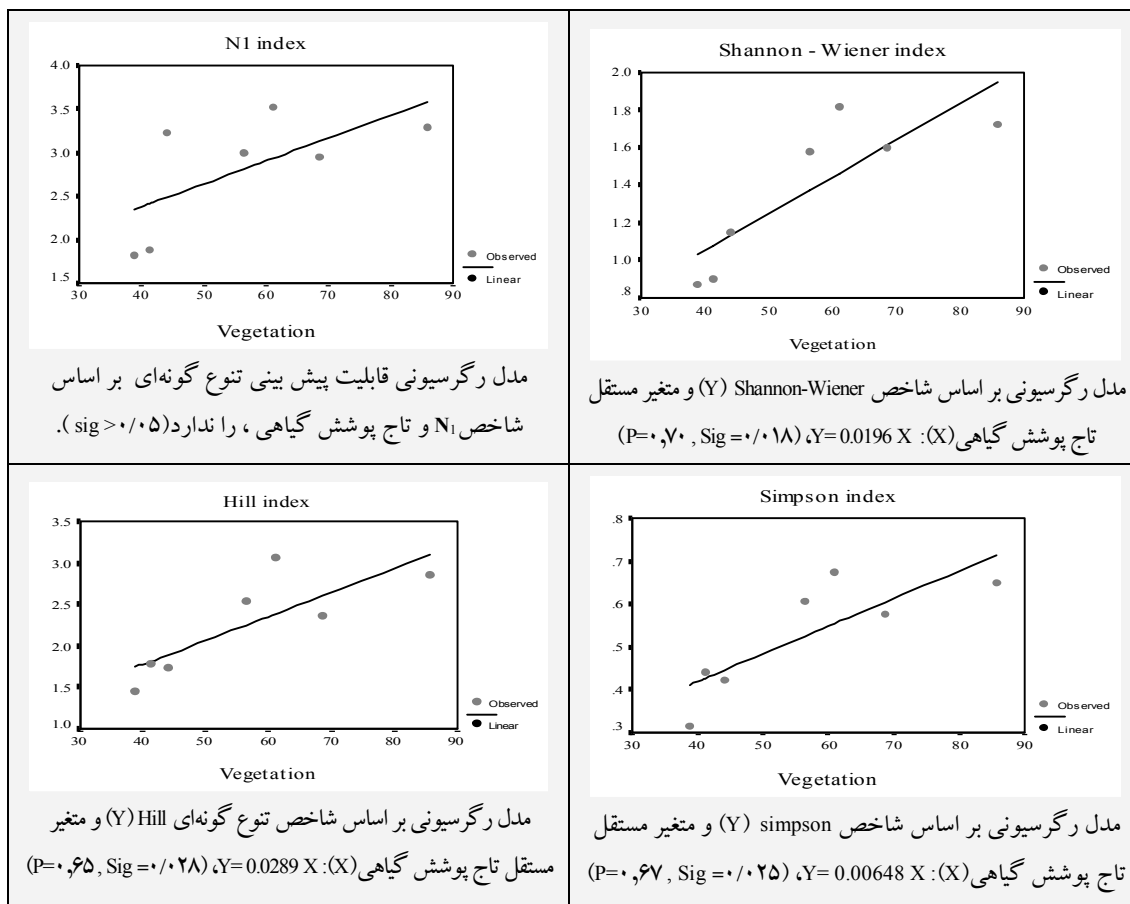 N1 index
4.0
3.5
3.0
2.5
2.0
1.5
30 40 50 60 70 80 90
Observed
Linear
Vegetation
مدل رگرسیونی قابلیت پیش بینی تنوع گونه‌ای بر اساس
شاخص N1 و تاج پوشش گیاهی ، را ندارد(sig >۰/۰۵ ).
Shannon - Wiener index
2.0
1.8
1.6
1.4
1.2
1.0
.8
30 40 50 60 70 80 90
Observed
Linear
Vegetation
مدل رگرسیونی بر اساس شاخص Shannon-Wiener (Y) و متغیر مستقل
تاج پوشش گیاهی(X): Y= 0.0196 X، (P=۰,۷۰ , Sig =۰/۰۱۸)
Hill index
3.5
3.0
2.5
2.0
1.5
1.0
30 40 50 60 70 80 90
Observed
Linear
Vegetation
مدل رگرسیونی بر اساس شاخص تنوع گونه‌ای Hill (Y) و متغیر
مستقل تاج پوشش گیاهی(X): Y= 0.0289 X، (P=۰,۶۵ , Sig =۰/۰۲۸)
Simpson index
.8
.7
.6
.5
.4
.3
30 40 50 60 70 80 90
Observed
Linear
Vegetation
مدل رگرسیونی بر اساس شاخص simpson (Y) و متغیر مستقل
تاج پوشش گیاهی(X): Y= 0.00648 X، (P=۰,۶۷ , Sig =۰/۰۲۵)